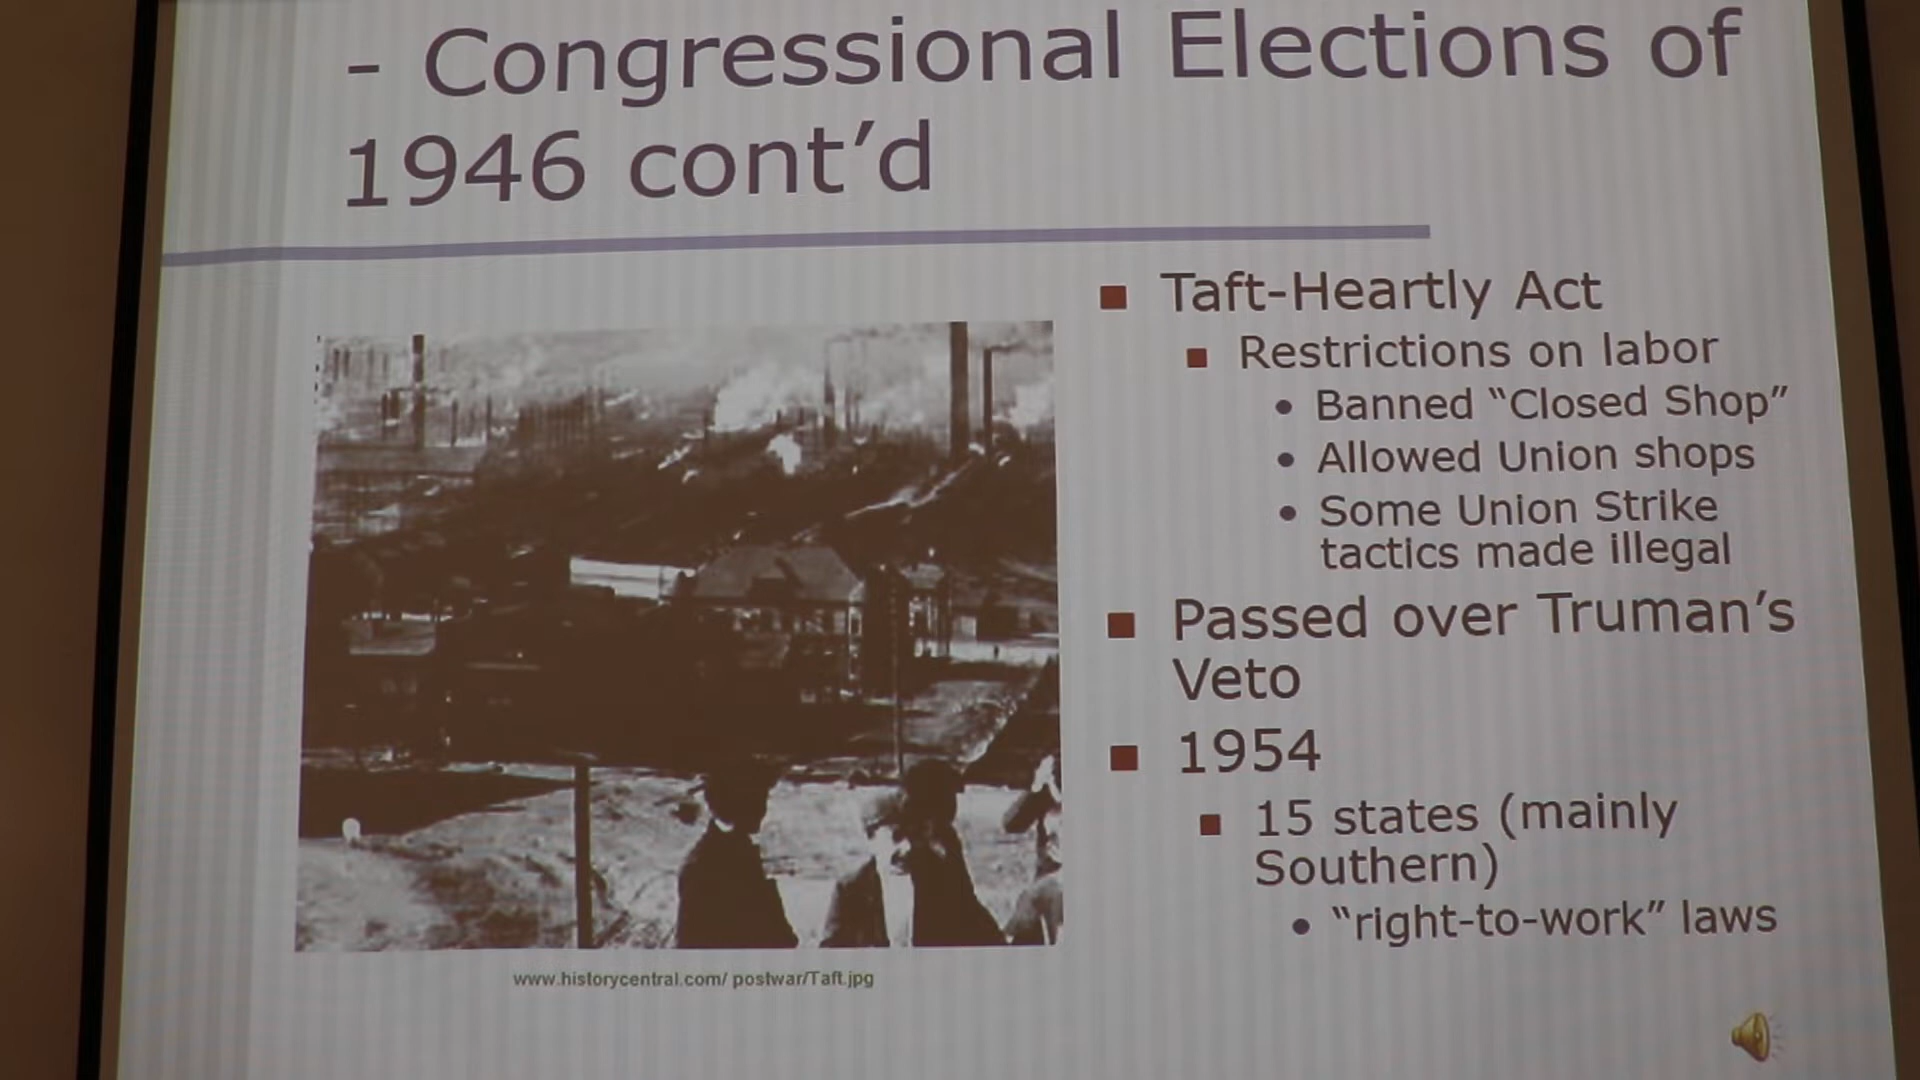 - Congressional Elections of
1946 cont’d
Taft-Heartly Act
Restrictions on labor
Banned “Closed Shop”
Allowed Union shops
Some Union Strike
tactics made illegal
Passed over Truman’s
Veto
1954
15 states (mainly
Southern)
“right-to-work” laws
www.historycentral.com/ postwar/Taft.jpg